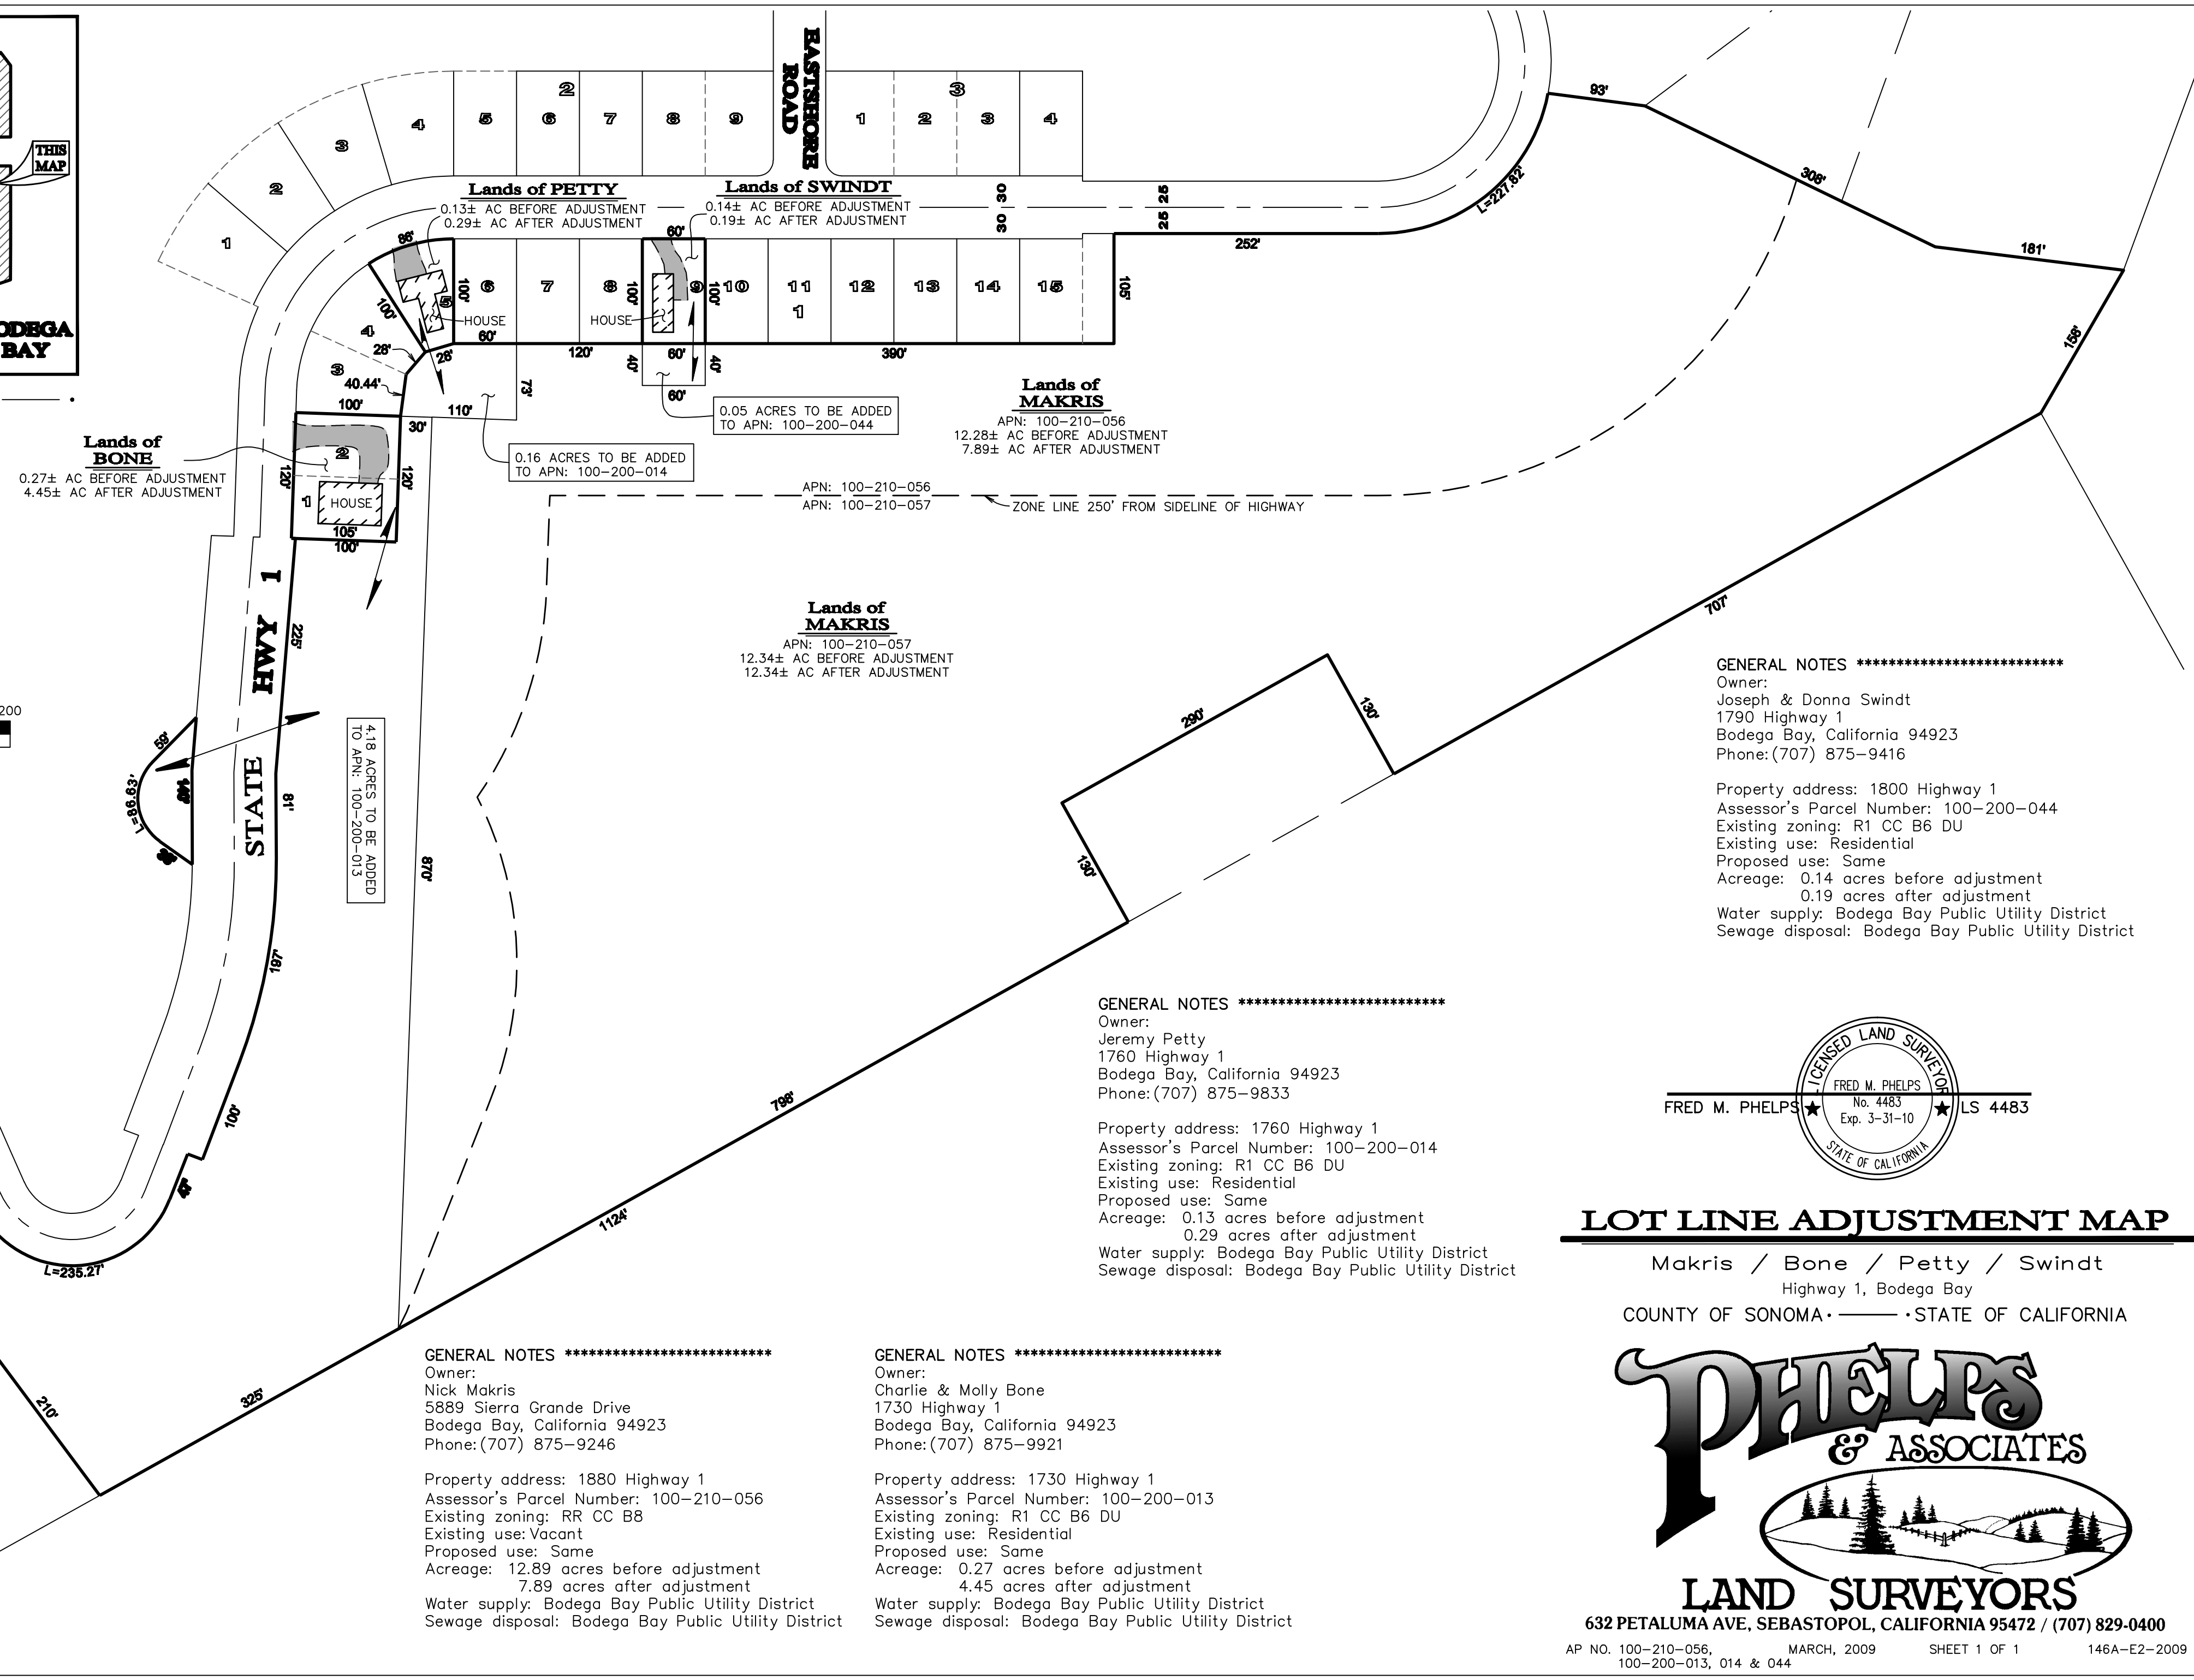 THIS
MAP
ODEGA
BAY
200
EASTSHORE
ROAD
2
3
1
2
3
4
5
6
7
8
9
1
2
3
4
Lands of PETTY
0.13± AC BEFORE ADJUSTMENT
0.29± AC AFTER ADJUSTMENT
Lands of SWINDT
0.14± AC BEFORE ADJUSTMENT
0.19± AC AFTER ADJUSTMENT
30
30
25
25
93'
308'
181'
158'
L=227.82'
252'
105'
86'
100'
100'
5
HOUSE
60'
28'
28'
6
7
8
9
10
11
12
13
14
15
1
60'
100'
100'
HOUSE
120'
60'
390'
40'
40'
60'
73'
110'
4
3
40.44'
100'
30'
2
1
120'
120'
HOUSE
105'
100'
Lands of
BONE
0.27± AC BEFORE ADJUSTMENT
4.45± AC AFTER ADJUSTMENT
0.16 ACRES TO BE ADDED
TO APN: 100-200-014
0.05 ACRES TO BE ADDED
TO APN: 100-200-044
Lands of
MAKRIS
APN: 100-210-056
12.28± AC BEFORE ADJUSTMENT
7.89± AC AFTER ADJUSTMENT
APN: 100-210-056
APN: 100-210-057
ZONE LINE 250' FROM SIDELINE OF HIGHWAY
Lands of
MAKRIS
APN: 100-210-057
12.34± AC BEFORE ADJUSTMENT
12.34± AC AFTER ADJUSTMENT
STATE HWY 1
225'
81'
197'
100'
59'
L=86.63'
47'
L=235.27'
4.18 ACRES TO BE ADDED
TO APN: 100-200-013
870'
290'
130'
130'
707'
798'
1124'
325'
210'
GENERAL NOTES **************************
Owner:
Joseph & Donna Swindt
1790 Highway 1
Bodega Bay, California 94923
Phone:(707) 875-9416
Property address: 1800 Highway 1
Assessor's Parcel Number: 100-200-044
Existing zoning: R1 CC B6 DU
Existing use: Residential
Proposed use: Same
Acreage: 0.14 acres before adjustment
0.19 acres after adjustment
Water supply: Bodega Bay Public Utility District
Sewage disposal: Bodega Bay Public Utility District
GENERAL NOTES **************************
Owner:
Jeremy Petty
1760 Highway 1
Bodega Bay, California 94923
Phone:(707) 875-9833
Property address: 1760 Highway 1
Assessor's Parcel Number: 100-200-014
Existing zoning: R1 CC B6 DU
Existing use: Residential
Proposed use: Same
Acreage: 0.13 acres before adjustment
0.29 acres after adjustment
Water supply: Bodega Bay Public Utility District
Sewage disposal: Bodega Bay Public Utility District
GENERAL NOTES **************************
Owner:
Nick Makris
5889 Sierra Grande Drive
Bodega Bay, California 94923
Phone:(707) 875-9246
Property address: 1880 Highway 1
Assessor's Parcel Number: 100-210-056
Existing zoning: RR CC B8
Existing use: Vacant
Proposed use: Same
Acreage: 12.89 acres before adjustment
7.89 acres after adjustment
Water supply: Bodega Bay Public Utility District
Sewage disposal: Bodega Bay Public Utility District
GENERAL NOTES **************************
Owner:
Charlie & Molly Bone
1730 Highway 1
Bodega Bay, California 94923
Phone:(707) 875-9921
Property address: 1730 Highway 1
Assessor's Parcel Number: 100-200-013
Existing zoning: R1 CC B6 DU
Existing use: Residential
Proposed use: Same
Acreage: 0.27 acres before adjustment
4.45 acres after adjustment
Water supply: Bodega Bay Public Utility District
Sewage disposal: Bodega Bay Public Utility District
LICENSED LAND SURVEYOR
FRED M. PHELPS
No. 4483
Exp. 3-31-10
STATE OF CALIFORNIA
FRED M. PHELPS
LS 4483
LOT LINE ADJUSTMENT MAP
Makris / Bone / Petty / Swindt
Highway 1, Bodega Bay
COUNTY OF SONOMA · —— · STATE OF CALIFORNIA
PHELPS
& ASSOCIATES
LAND SURVEYORS
632 PETALUMA AVE, SEBASTOPOL, CALIFORNIA 95472 / (707) 829-0400
AP NO. 100-210-056, MARCH, 2009 SHEET 1 OF 1 146A-E2-2009
100-200-013, 014 & 044